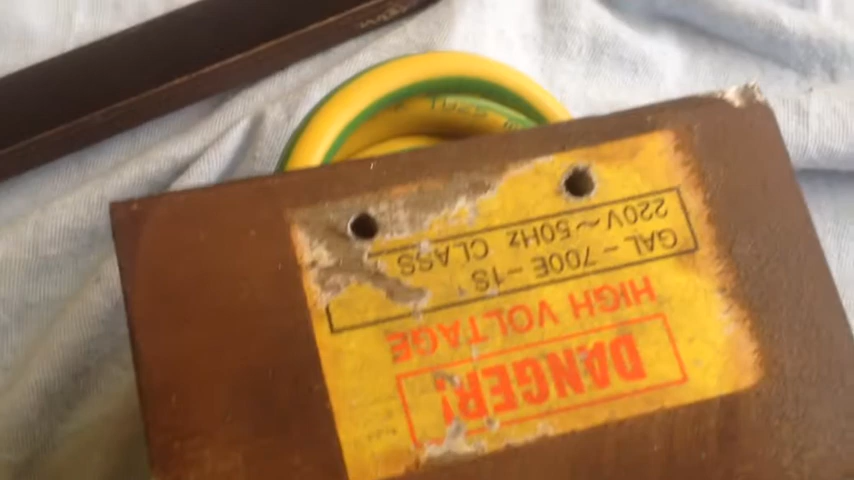 DANGER!
HIGH VOLTAGE
GAL-700E-1S
220V~50Hz CLASS